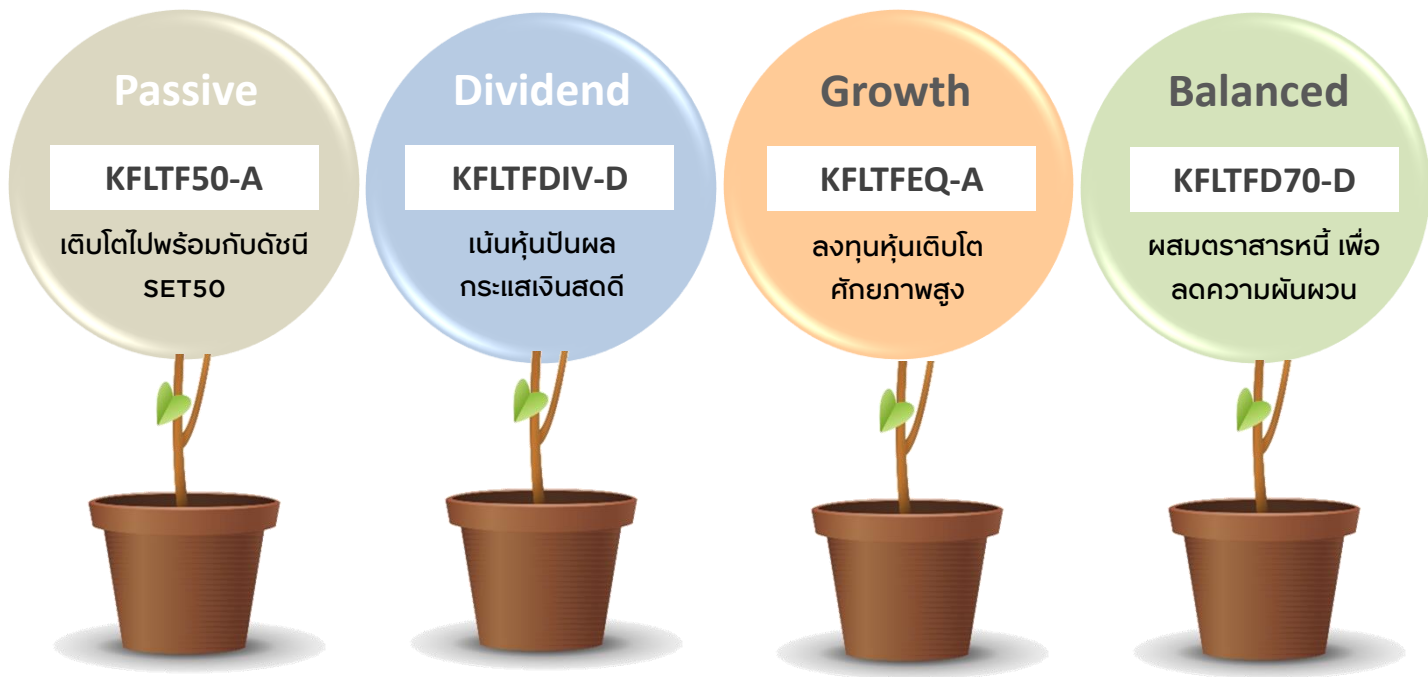 Passive
KFLTF50-A
เติบโตไปพร้อมกับดัชนี
SET50
Dividend
KFLTFDIV-D
เน้นหุ้นปันผล
กระแสเงินสดดี
Growth
KFLTFEQ-A
ลงทุนหุ้นเติบโต
ศักยภาพสูง
Balanced
KFLTFD70-D
ผสมตราสารหนี้ เพื่อ
ลดความผันผวน